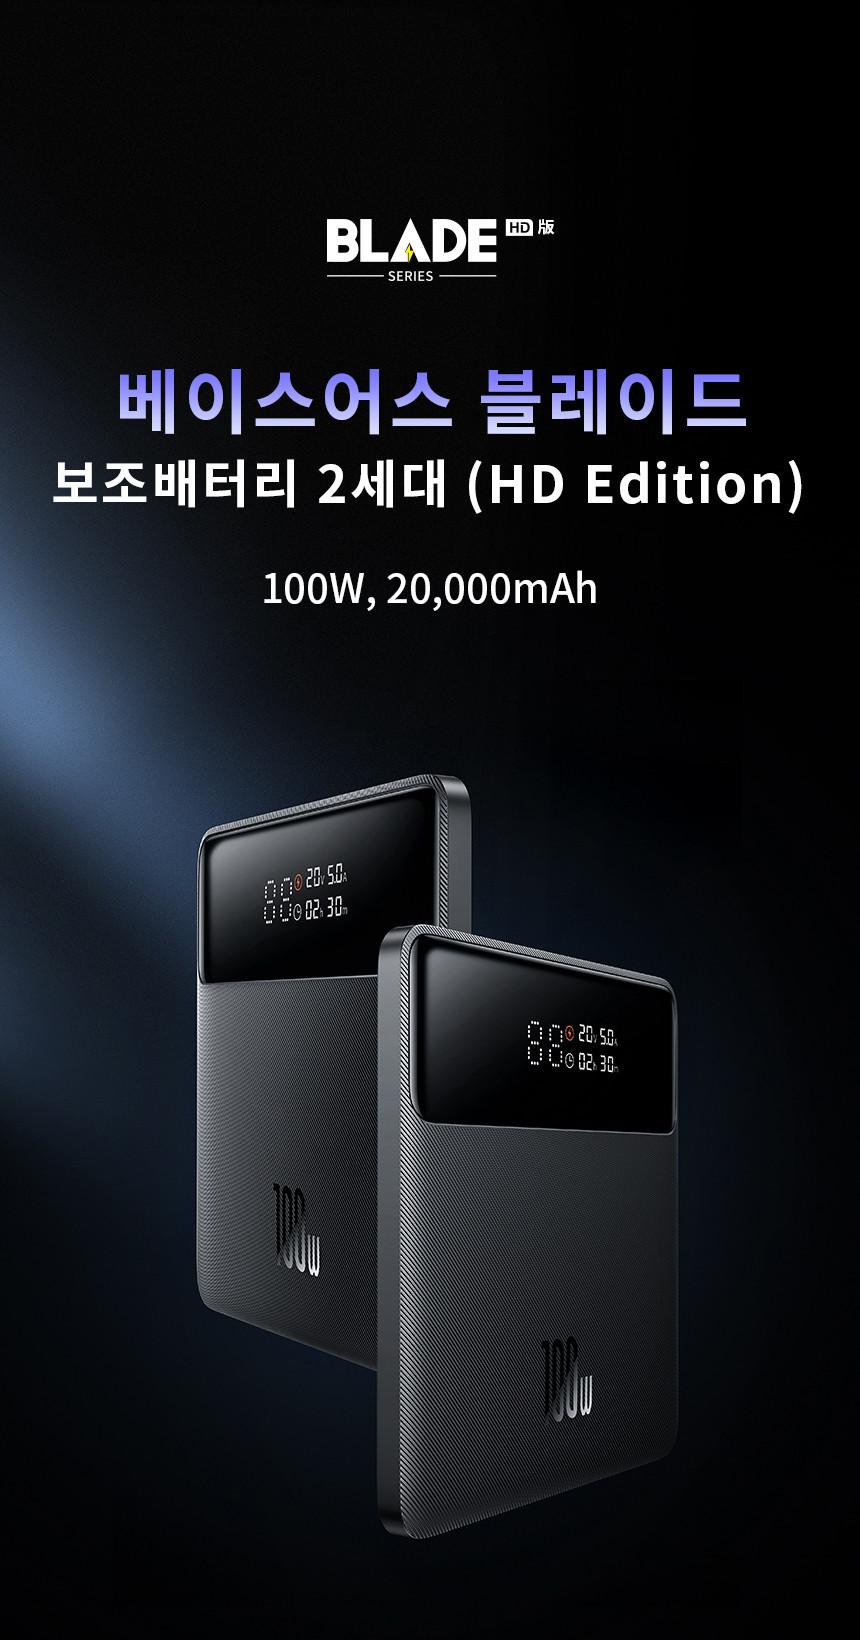 BLADE HD 版
SERIES
베이스어스 블레이드
보조배터리 2세대 (HD Edition)
100W, 20,000mAh
88 20V 5.0A
02h 30m
88 20V 5.0A
02h 30m
100W
100W